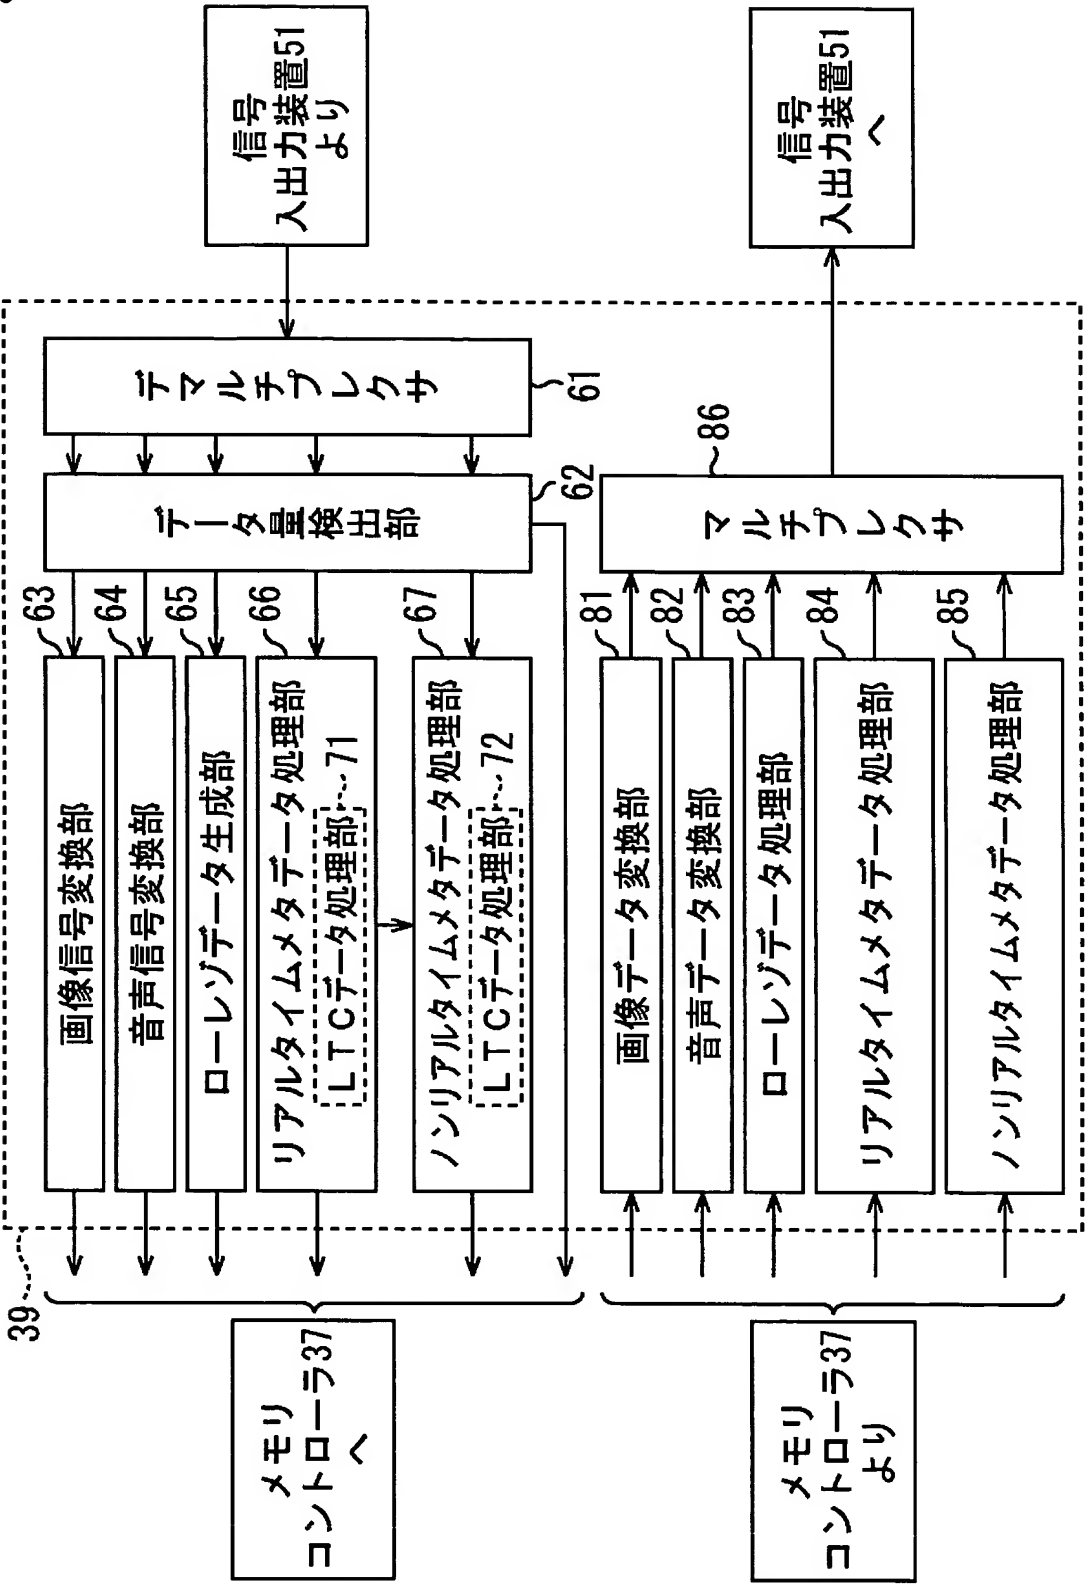 39
メモリ
コントローラ37
へ
画像信号変換部
63
音声信号変換部
64
ローレゾデータ生成部
65
リアルタイムメタデータ処理部
66
LTCデータ処理部
71
ノンリアルタイムメタデータ処理部
67
LTCデータ処理部
72
データ量検出部
62
デマルチプレクサ
61
信号
入出力装置51
より
メモリ
コントローラ37
より
画像データ変換部
81
音声データ変換部
82
ローレゾデータ処理部
83
リアルタイムメタデータ処理部
84
ノンリアルタイムメタデータ処理部
85
マルチプレクサ
86
信号
入出力装置51
へ